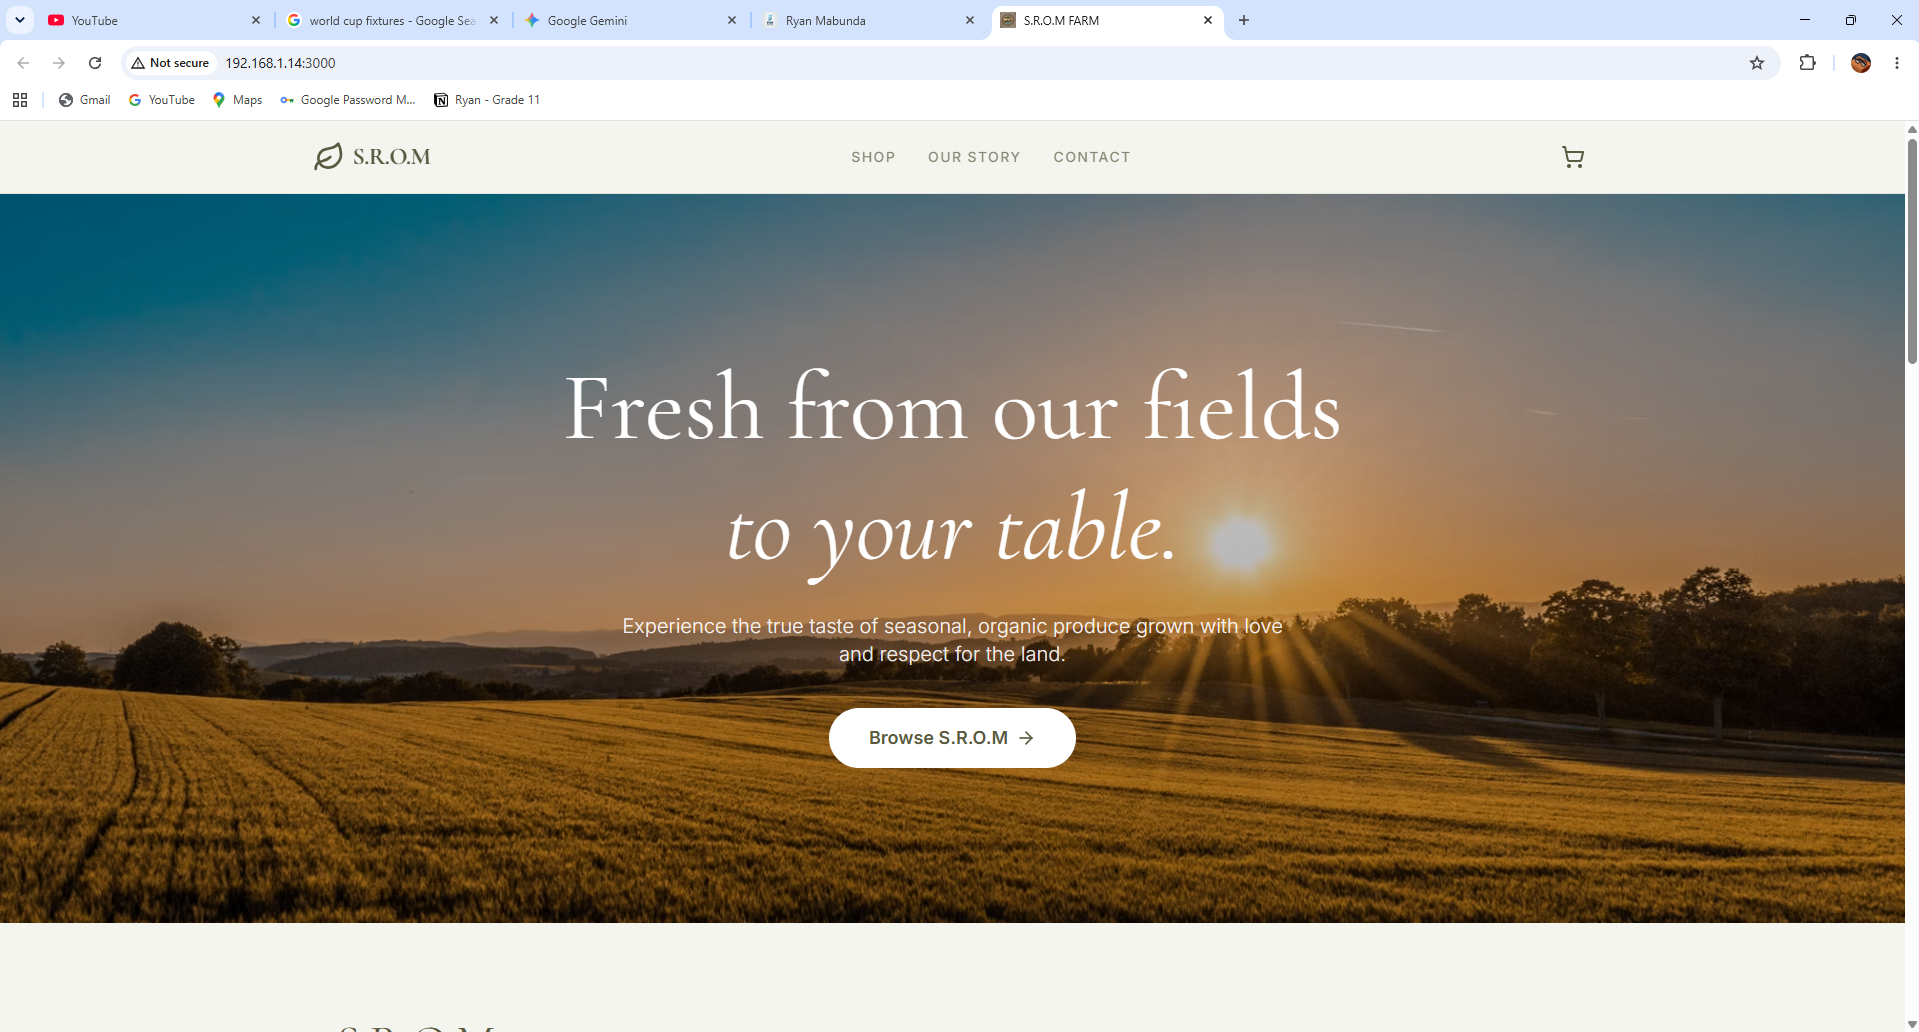 YouTube
world cup fixtures - Google Sea
Google Gemini
Ryan Mabunda
S.R.O.M FARM
Not secure
192.168.1.14:3000
Gmail
YouTube
Maps
Google Password M...
Ryan - Grade 11
S.R.O.M
SHOP
OUR STORY
CONTACT
Fresh from our fields
to your table.
Experience the true taste of seasonal, organic produce grown with love
and respect for the land.
Browse S.R.O.M →
S.R.O.M